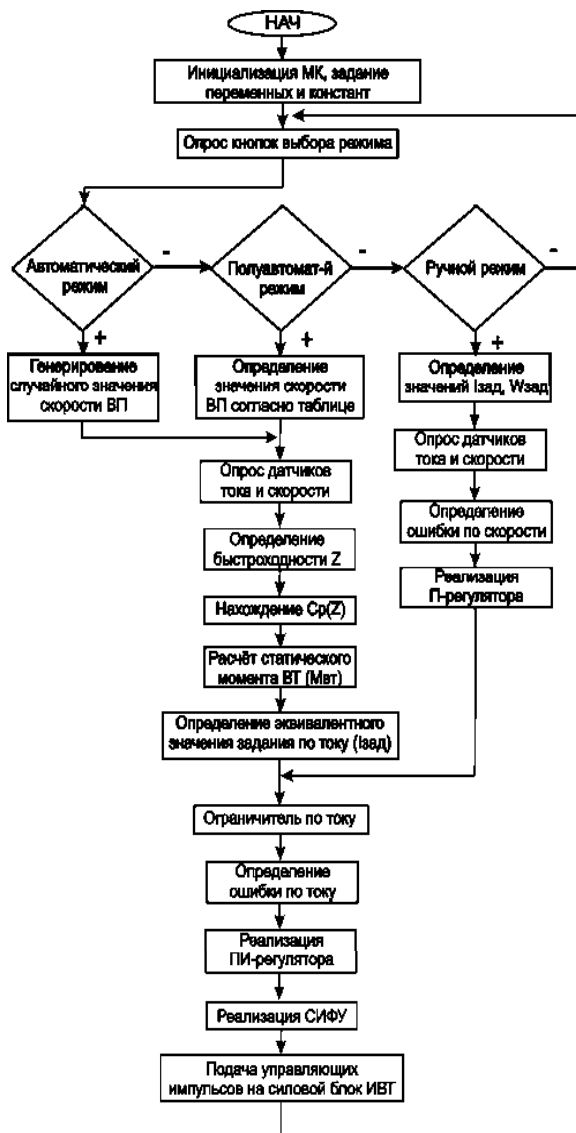 НАЧ
Инициализация МК, задание
переменных и констант
Опрос кнопок выбора режима
Автоматический
режим
-
Полуавтомат-й
режим
-
Ручной режим
-
+
+
+
Генерирование
случайного значения
скорости ВП
Определение
значения скорости
ВП согласно таблице
Определение
значений Iзад, Wзад
Опрос датчиков
тока и скорости
Опрос датчиков
тока и скорости
Определение
быстроходности Z
Определение
ошибки по скорости
Нахождение Ср(Z)
Реализация
П-регулятора
Расчёт статического
момента ВТ (Мвт)
Определение эквивалентного
значения задания по току (Iзад)
Ограничитель по току
Определение
ошибки по току
Реализация
ПИ-регулятора
Реализация СИФУ
Подача управляющих
импульсов на силовой блок ИВТ